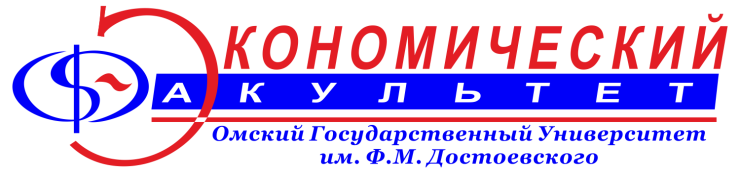 ЭКОНОМИЧЕСКИЙ
ФАКУЛЬТЕТ
Омский Государственный Университет
им. Ф.М. Достоевского